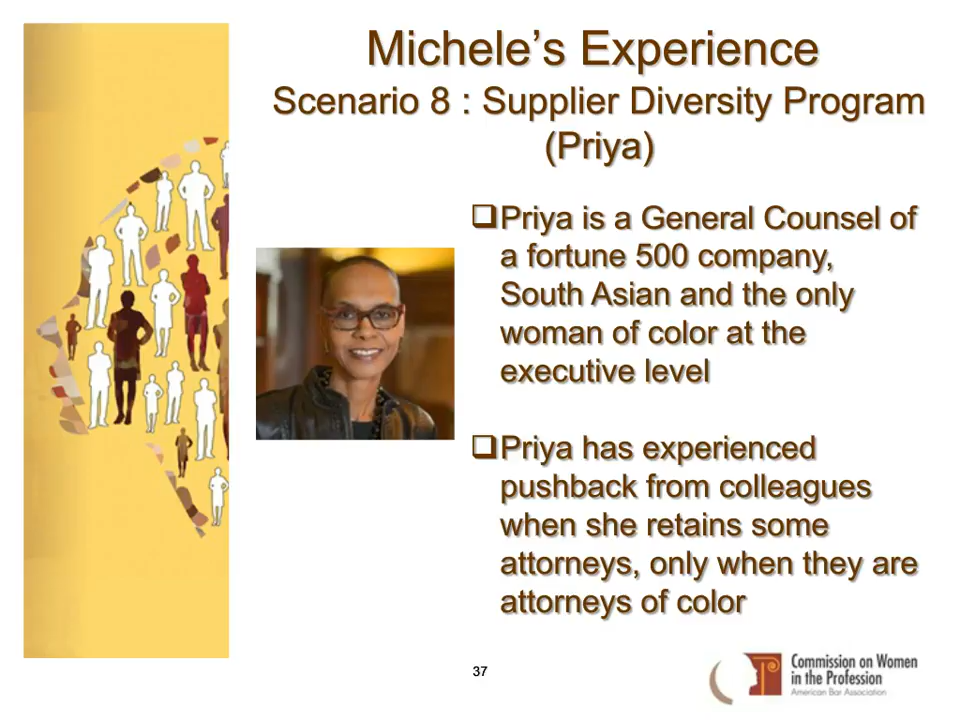 Michele’s Experience
Scenario 8 : Supplier Diversity Program
(Priya)
❑Priya is a General Counsel of
a fortune 500 company,
South Asian and the only
woman of color at the
executive level
❑Priya has experienced
pushback from colleagues
when she retains some
attorneys, only when they are
attorneys of color
37
Commission on Women
in the Profession
American Bar Association